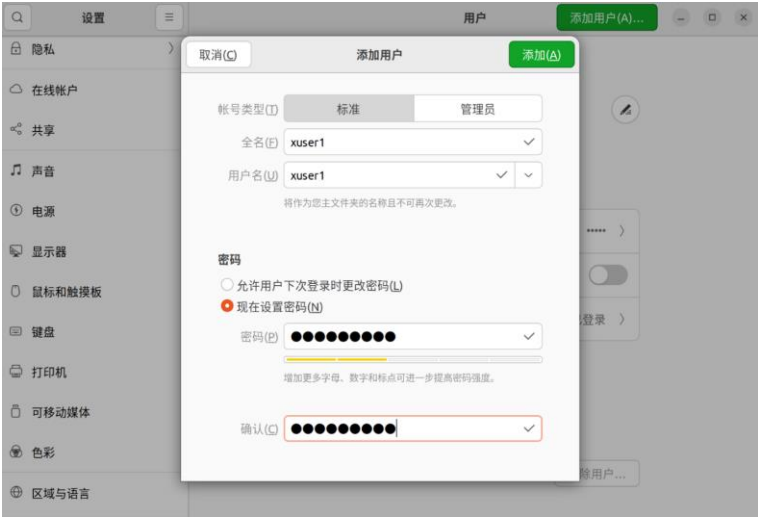 设置
用户
添加用户(A)...
隐私
在线帐户
共享
声音
电源
显示器
鼠标和触摸板
键盘
打印机
可移动媒体
色彩
区域与语言
取消(C)
添加用户
添加(A)
帐号类型(T)
标准
管理员
全名(F)
xuser1
用户名(U)
xuser1
将作为您主文件夹的名称且不可再次更改。
密码
允许用户下次登录时更改密码(L)
现在设置密码(N)
密码(P)
●●●●●●●●●
增加更多字母、数字和标点可进一步提高密码强度。
确认(C)
●●●●●●●●●
•••••
登录
除用户...